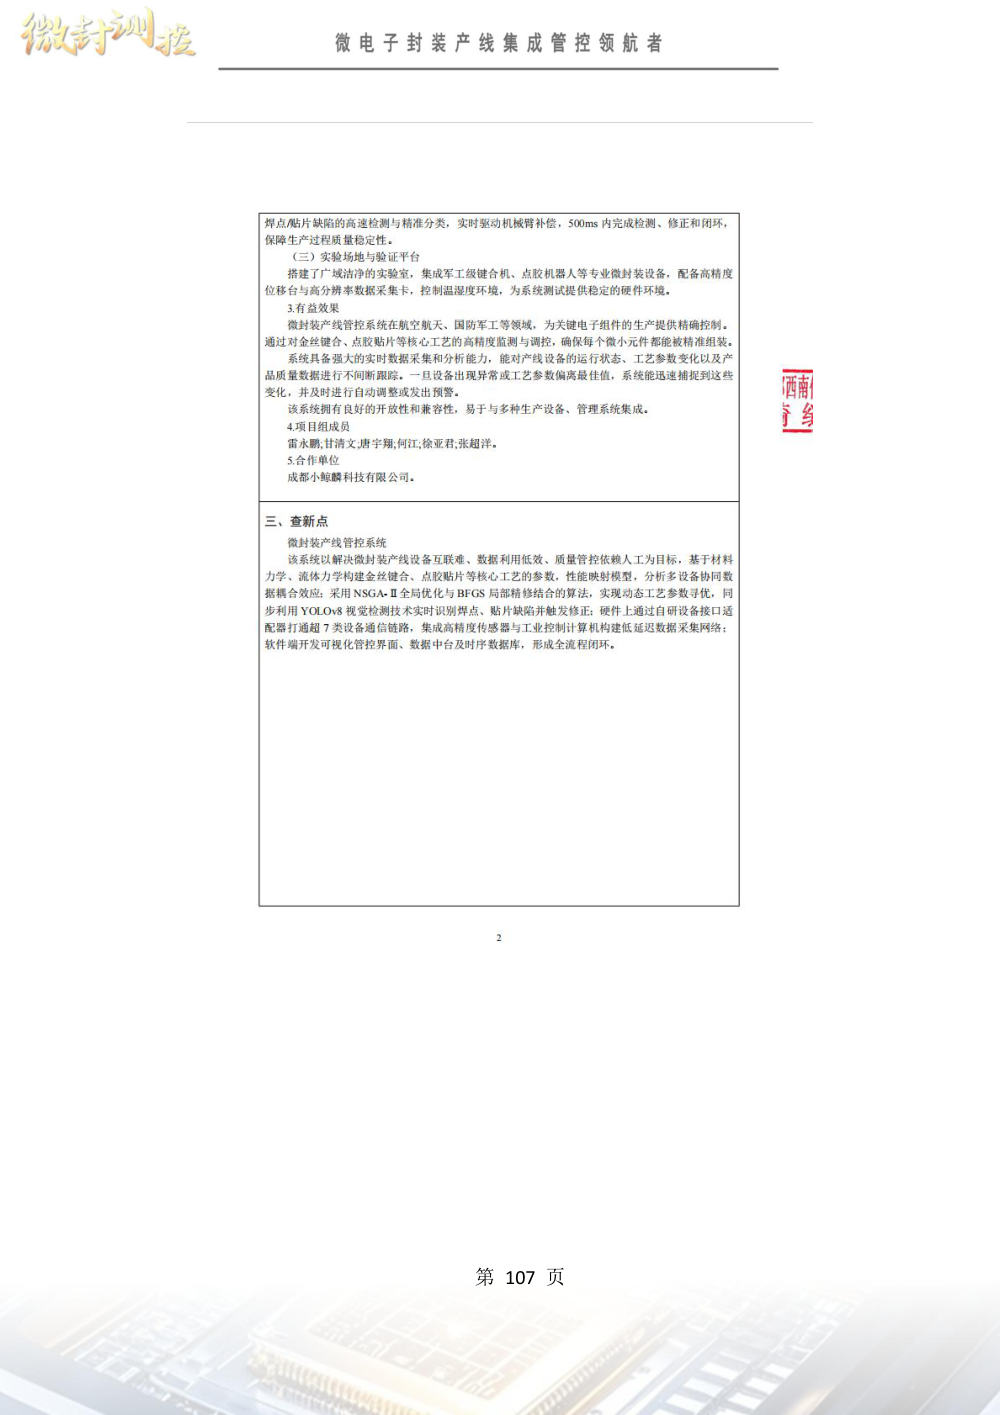 微封测控
微电子封装产线集成管控领航者
焊点/贴片缺陷的高速检测与精准分类，实时驱动机械臂补偿，500ms 内完成检测、修正和闭环，
保障生产过程质量稳定性。
（三）实验场地与验证平台
搭建了广域洁净的实验室，集成军工级键合机、点胶机器人等专业微封装设备，配备高精度
位移台与高分辨率数据采集卡，控制温湿度环境，为系统测试提供稳定的硬件环境。
3.有益效果
微封装产线管控系统在航空航天、国防军工等领域，为关键电子组件的生产提供精确控制。
通过对金丝键合、点胶贴片等核心工艺的高精度监测与调控，确保每个微小元件都能被精准组装。
系统具备强大的实时数据采集和分析能力，能对产线设备的运行状态、工艺参数变化以及产
品质量数据进行不间断跟踪。一旦设备出现异常或工艺参数偏离最佳值，系统能迅速捕捉到这些
变化，并及时进行自动调整或发出预警。
该系统拥有良好的开放性和兼容性，易于与多种生产设备、管理系统集成。
4.项目组成员
雷永鹏;甘清文;唐宇翔;何江;徐亚君;张超洋。
5.合作单位
成都小鲸麟科技有限公司。
三、查新点
微封装产线管控系统
该系统以解决微封装产线设备互联难、数据利用低效、质量管控依赖人工为目标，基于材料
力学、流体力学构建金丝键合、点胶贴片等核心工艺的参数，性能映射模型，分析多设备协同数
据耦合效应；采用 NSGA-Ⅱ全局优化与 BFGS 局部精修结合的算法，实现动态工艺参数寻优，同
步利用 YOLOv8 视觉检测技术实时识别焊点、贴片缺陷并触发修正；硬件上通过自研设备接口适
配器打通超 7 类设备通信链路，集成高精度传感器与工业控制计算机构建低延迟数据采集网络；
软件端开发可视化管控界面、数据中台及时序数据库，形成全流程闭环。
西南
2
第 107 页